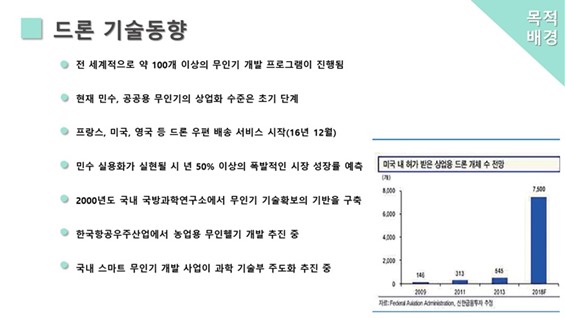 드론 기술동향
목적
배경
전 세계적으로 약 100개 이상의 무인기 개발 프로그램이 진행됨
현재 민수, 공공용 무인기의 상업화 수준은 초기 단계
프랑스, 미국, 영국 등 드론 우편 배송 서비스 시작(16년 12월)
민수 실용화가 실현될 시 년 50% 이상의 폭발적인 시장 성장률 예측
2000년도 국내 국방과학연구소에서 무인기 기술확보의 기반을 구축
한국항공우주산업에서 농업용 무인헬기 개발 추진 중
국내 스마트 무인기 개발 사업이 과학 기술부 주도화 추진 중
미국 내 허가 받은 상업용 드론 개체 수 전망
(개)
8,000
6,000
4,000
2,000
0
146
313
545
7,500
2009
2011
2013
2018F
자료: Federal Aviation Administration, 신한금융투자 추정